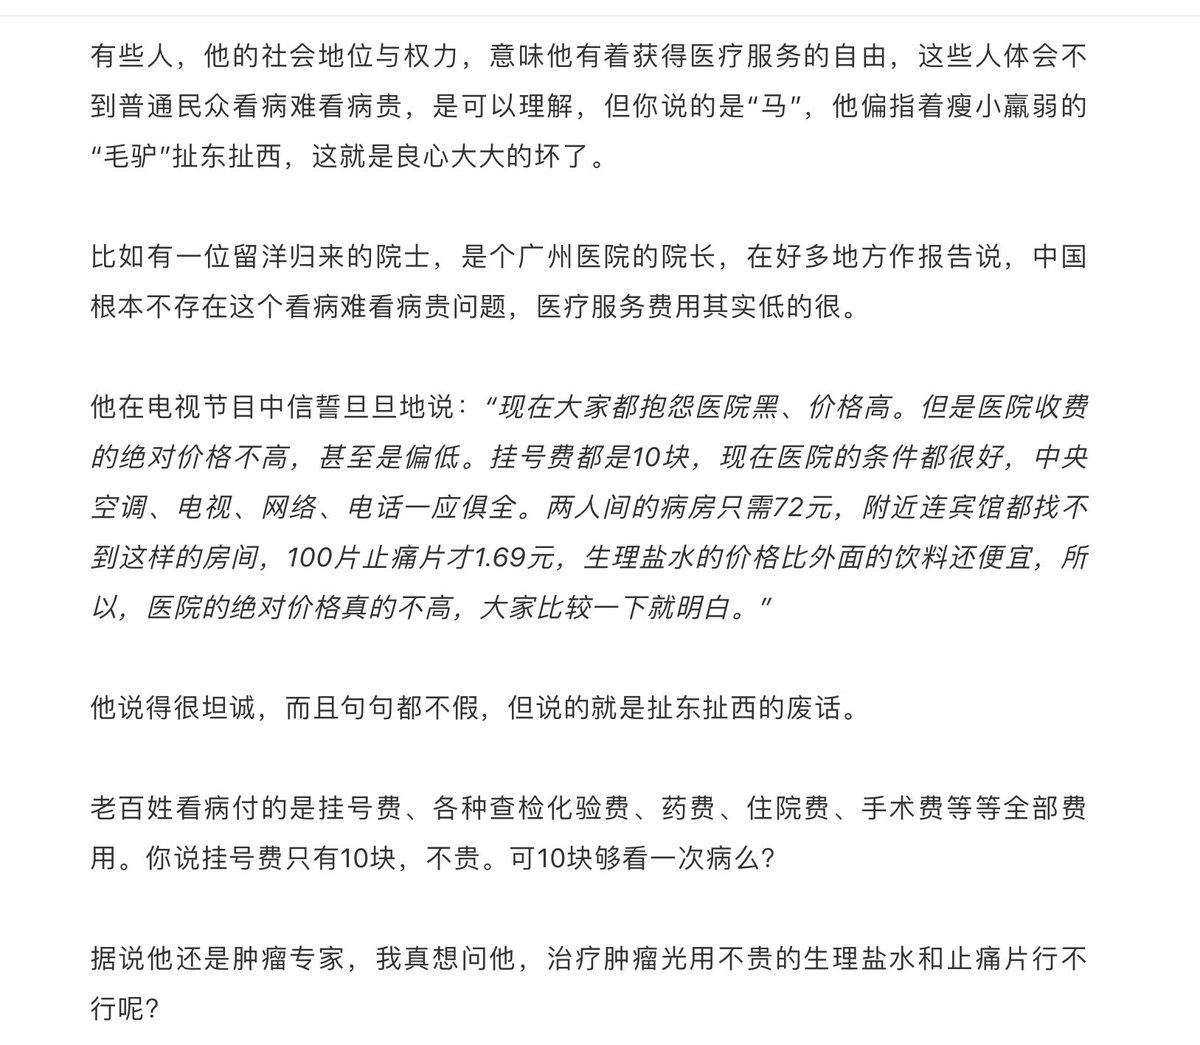 有些人，他的社会地位与权力，意味他有着获得医疗服务的自由，这些人体会不
到普通民众看病难看病贵，是可以理解，但你说的是“马”，他偏指着瘦小羸弱的
“毛驴”扯东扯西，这就是良心大大的坏了。
比如有一位留洋归来的院士，是个广州医院的院长，在好多地方作报告说，中国
根本不存在这个看病难看病贵问题，医疗服务费用其实低的很。
他在电视节目中信誓旦旦地说：“现在大家都抱怨医院黑、价格高。但是医院收费
的绝对价格不高，甚至是偏低。挂号费都是10块，现在医院的条件都很好，中央
空调、电视、网络、电话一应俱全。两人间的病房只需72元，附近连宾馆都找不
到这样的房间，100片止痛片才1.69元，生理盐水的价格比外面的饮料还便宜，所
以，医院的绝对价格真的不高，大家比较一下就明白。”
他说得很坦诚，而且句句都不假，但说的就是扯东扯西的废话。
老百姓看病付的是挂号费、各种查检化验费、药费、住院费、手术费等等全部费
用。你说挂号费只有10块，不贵。可10块够看一次病么？
据说他还是肿瘤专家，我真想问他，治疗肿瘤光用不贵的生理盐水和止痛片行不
行呢？